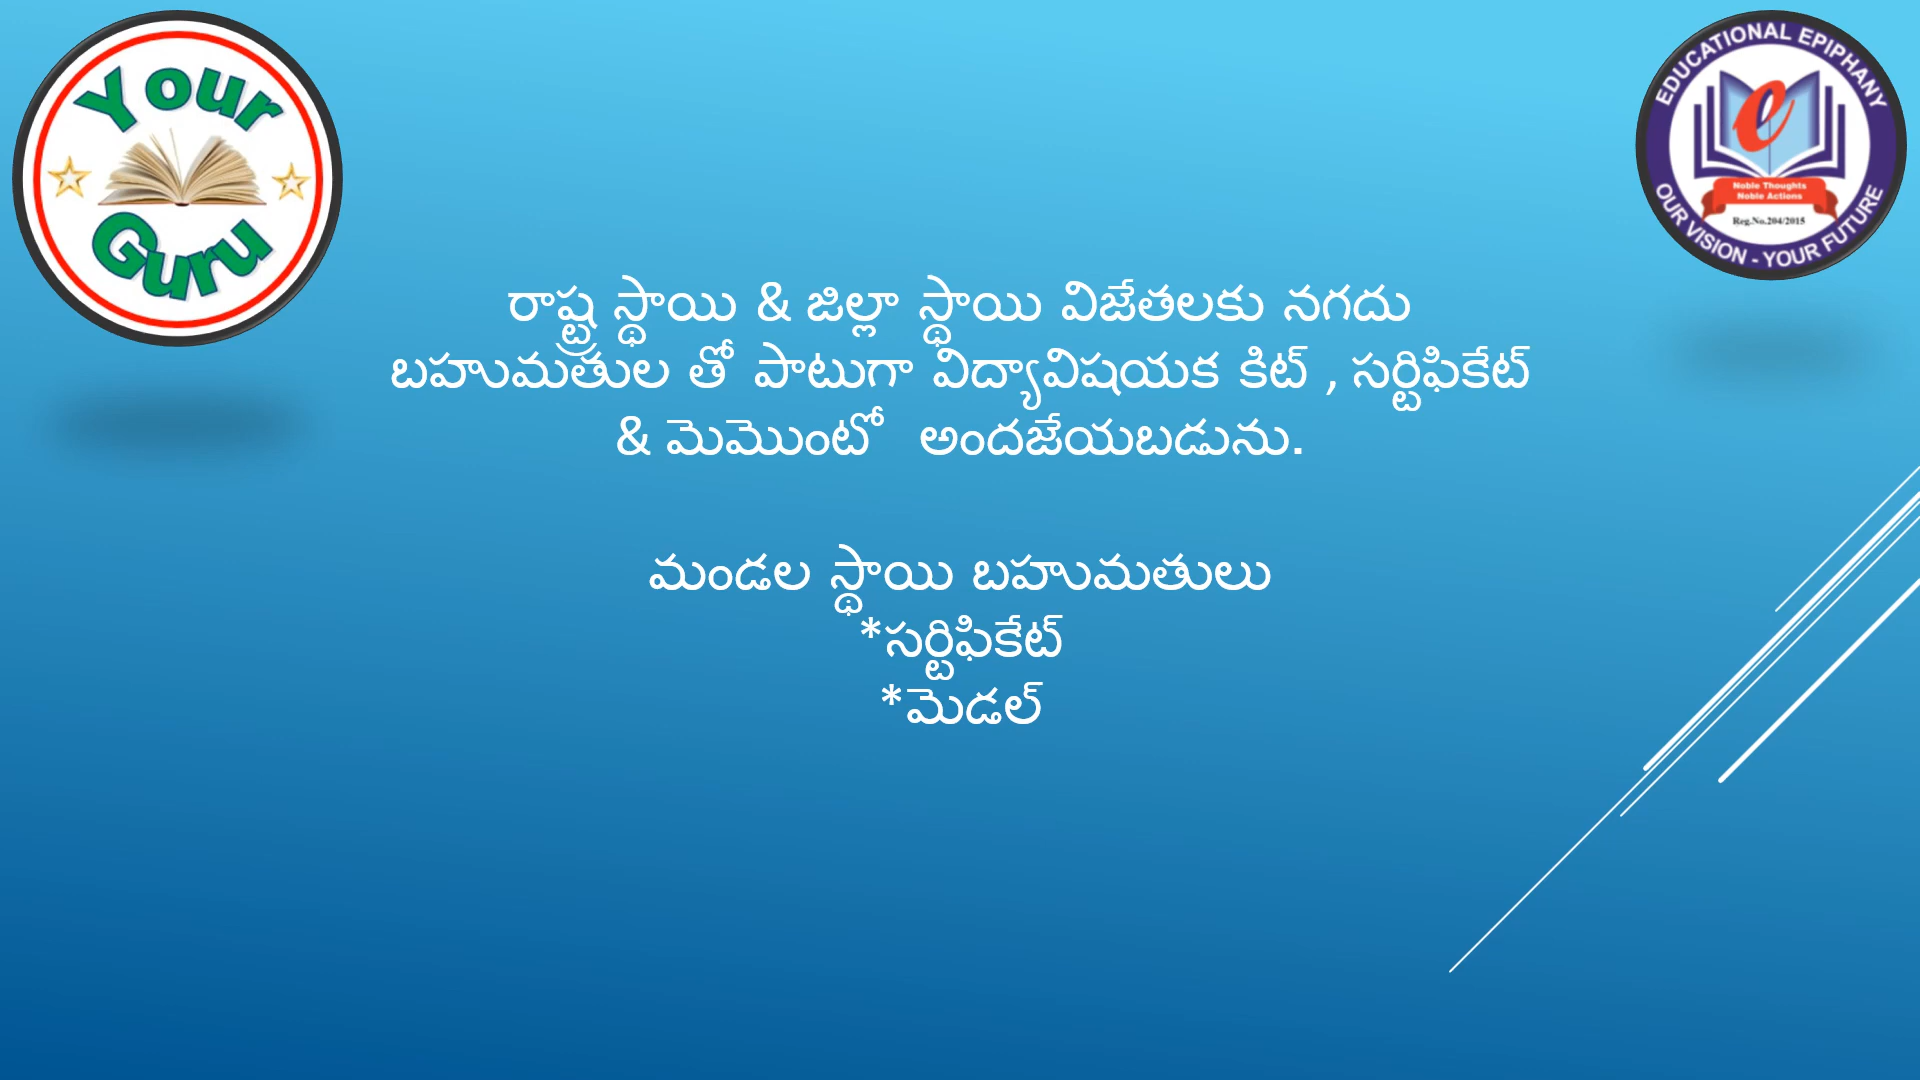 Your
Guru
EDUCATIONAL EPIPHANY
Noble Thoughts
Noble Actions
Reg.No.204/2015
OUR VISION - YOUR FUTURE
రాష్ట్ర స్థాయి & జిల్లా స్థాయి విజేతలకు నగదు
బహుమతుల తో పాటుగా విద్యావిషయక కిట్ , సర్టిఫికేట్
& మెమొంటో అందజేయబడును.
మండల స్థాయి బహుమతులు
*సర్టిఫికేట్
*మెడల్